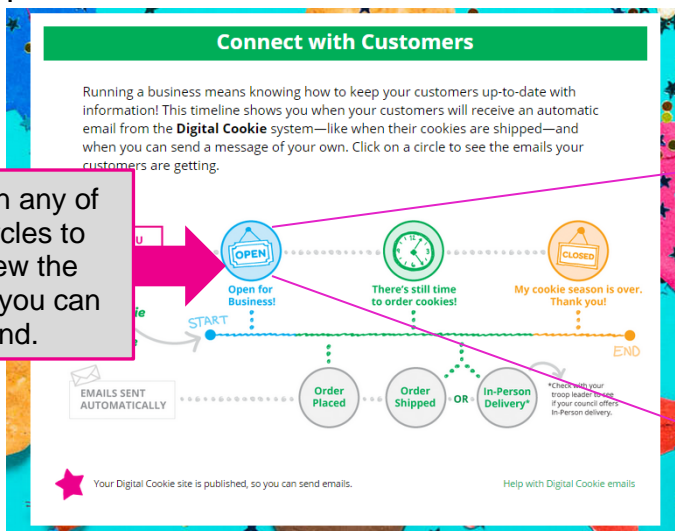 Connect with Customers
Running a business means knowing how to keep your customers up-to-date with
information! This timeline shows you when your customers will receive an automatic
email from the Digital Cookie system—like when their cookies are shipped—and
when you can send a message of your own. Click on a circle to see the emails your
customers are getting.
any of
cles to
ew the
you can
nd.
U
OPEN
CLOSED
Open for
Business!
There's still time
to order cookies!
My cookie season is over.
Thank you!
ie
START
END
EMAILS SENT
AUTOMATICALLY
Order
Placed
Order
Shipped
OR
In-Person
Delivery*
*Check with your
troop leader to see
if your council offers
In-Person delivery.
Your Digital Cookie site is published, so you can send emails.
Help with Digital Cookie emails